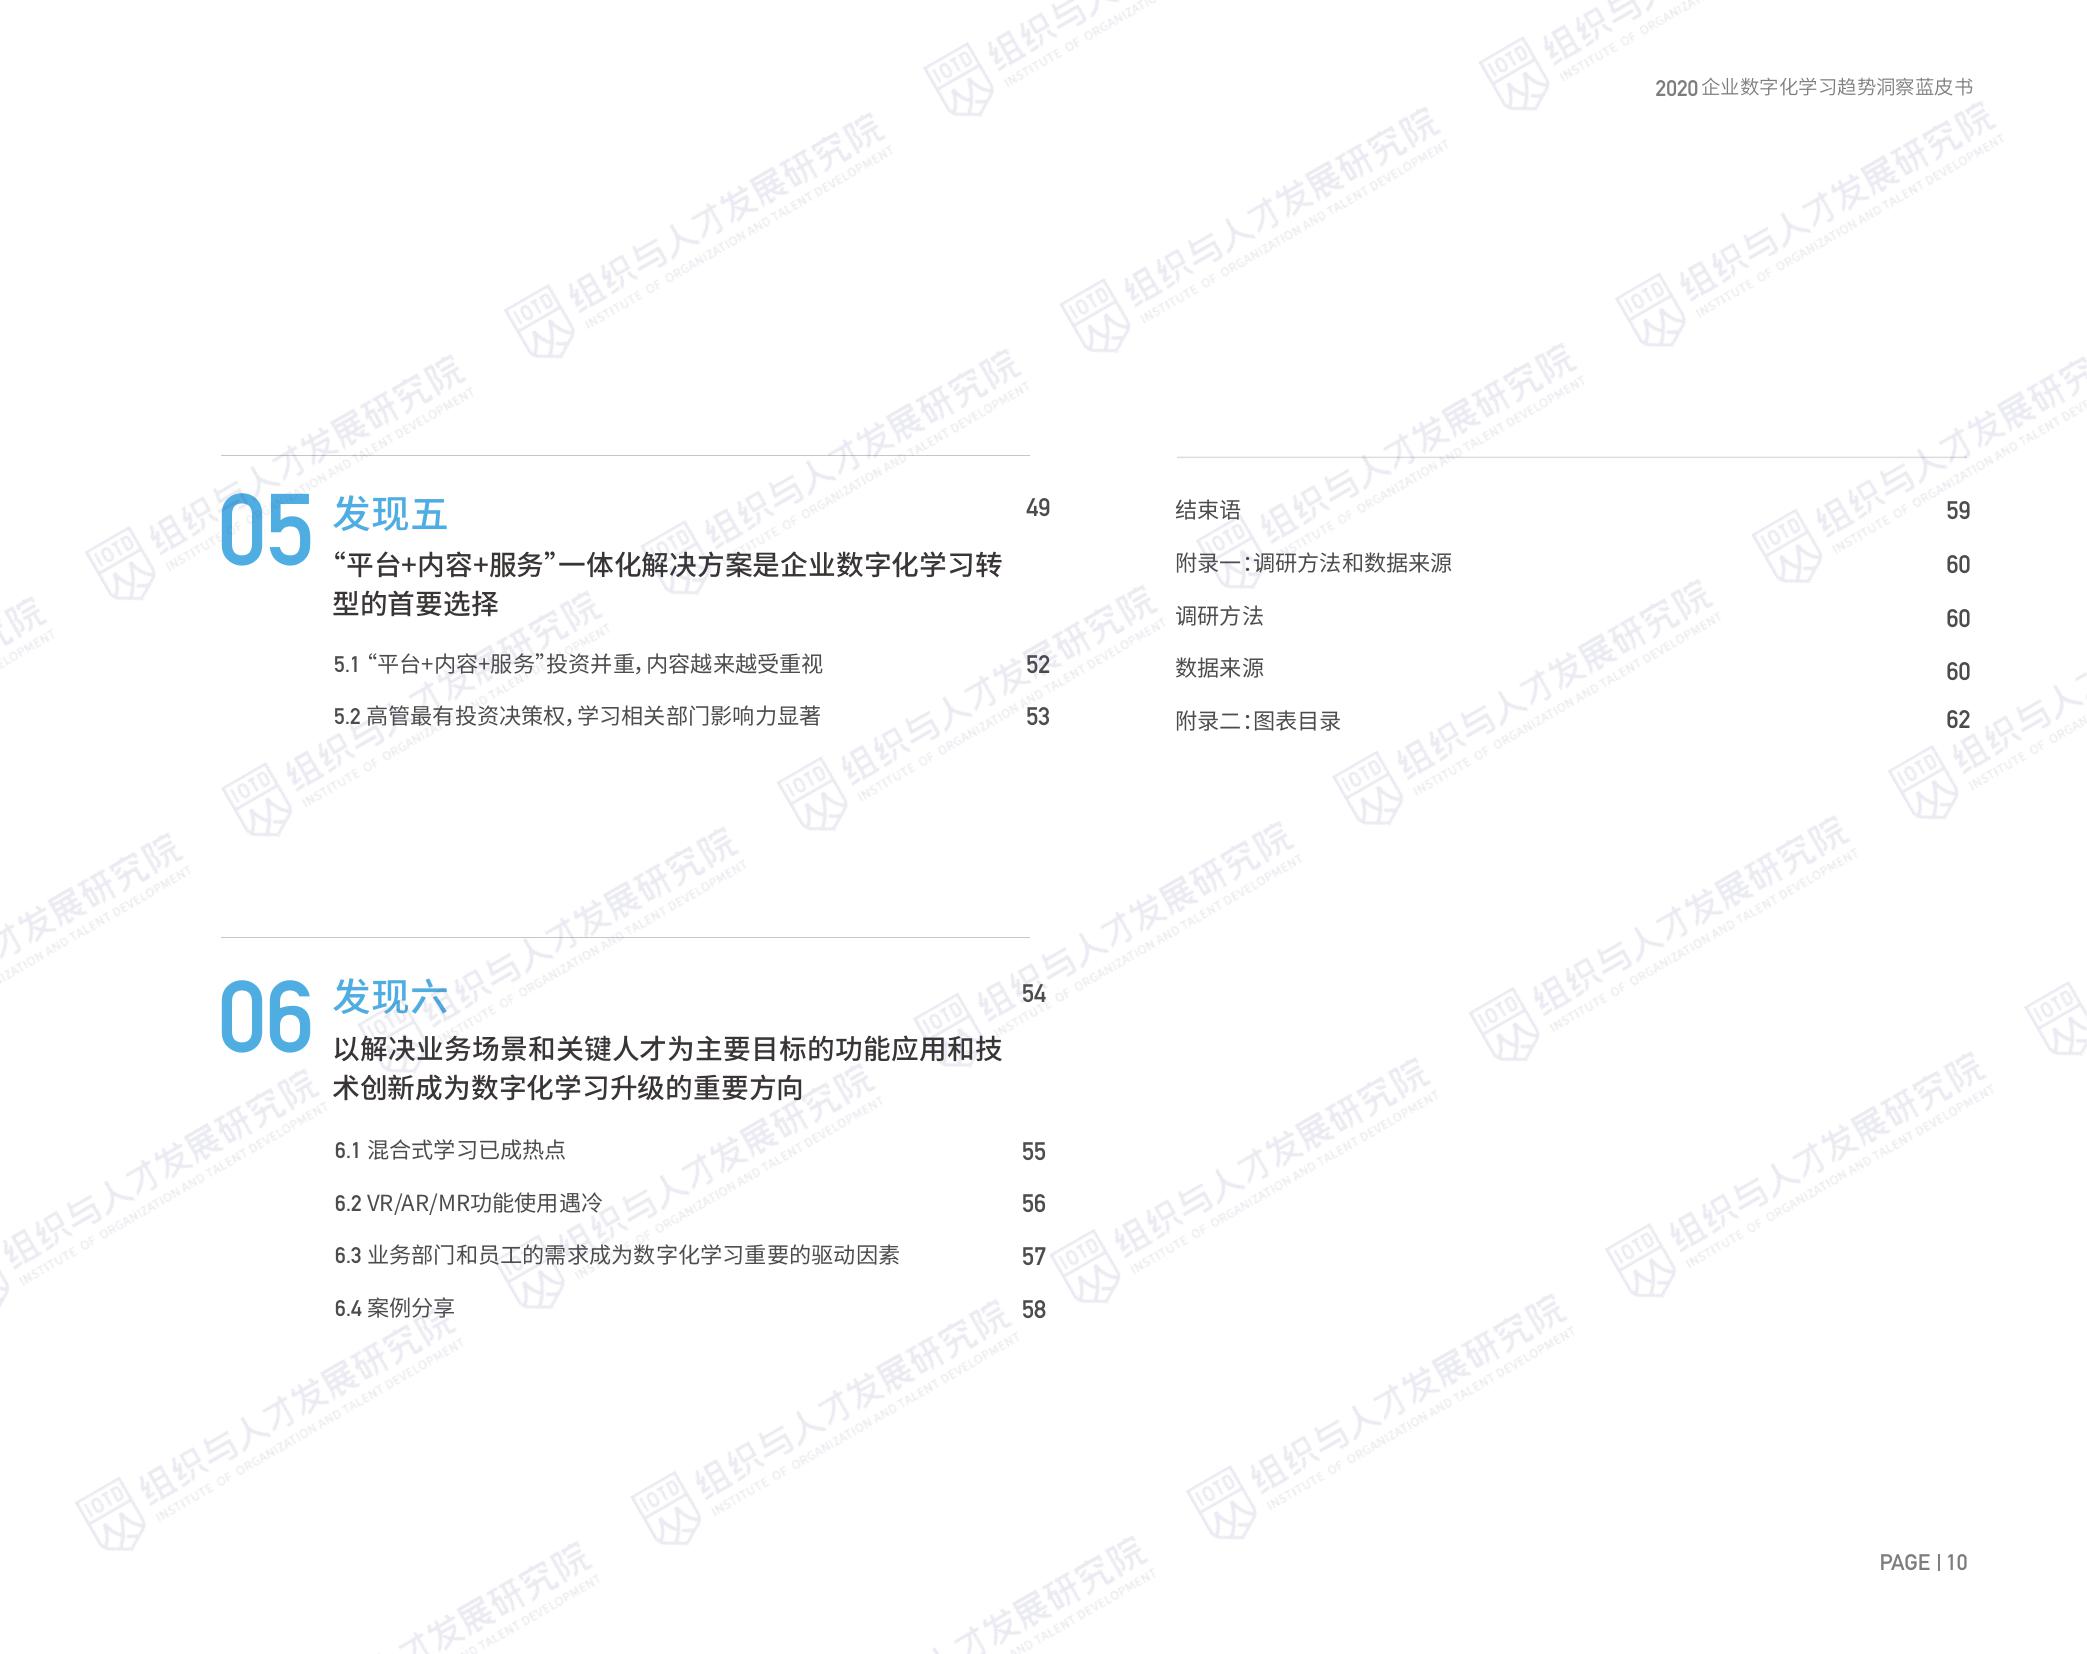 2020 企业数字化学习趋势洞察蓝皮书
05 发现五 49
“平台+内容+服务”一体化解决方案是企业数字化学习转
型的首要选择
5.1 “平台+内容+服务”投资并重,内容越来越受重视 52
5.2 高管最有投资决策权,学习相关部门影响力显著 53
06 发现六 54
以解决业务场景和关键人才为主要目标的功能应用和技
术创新成为数字化学习升级的重要方向
6.1 混合式学习已成热点 55
6.2 VR/AR/MR功能使用遇冷 56
6.3 业务部门和员工的需求成为数字化学习重要的驱动因素 57
6.4 案例分享 58
结束语 59
附录一:调研方法和数据来源 60
调研方法 60
数据来源 60
附录二:图表目录 62
PAGE | 10
IOTD 组织与人才发展研究院
INSTITUTE OF ORGANIZATION AND TALENT DEVELOPMENT